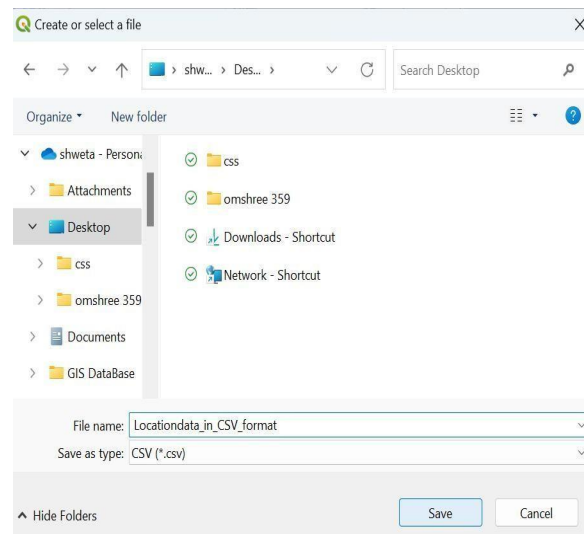 Create or select a file
shw... Des... Search Desktop
Organize New folder
shweta - Persona
Attachments
Desktop
css
omshree 359
Documents
GIS DataBase
css
omshree 359
Downloads - Shortcut
Network - Shortcut
File name: Locationdata_in_CSV_format
Save as type: CSV (*.csv)
Hide Folders Save Cancel